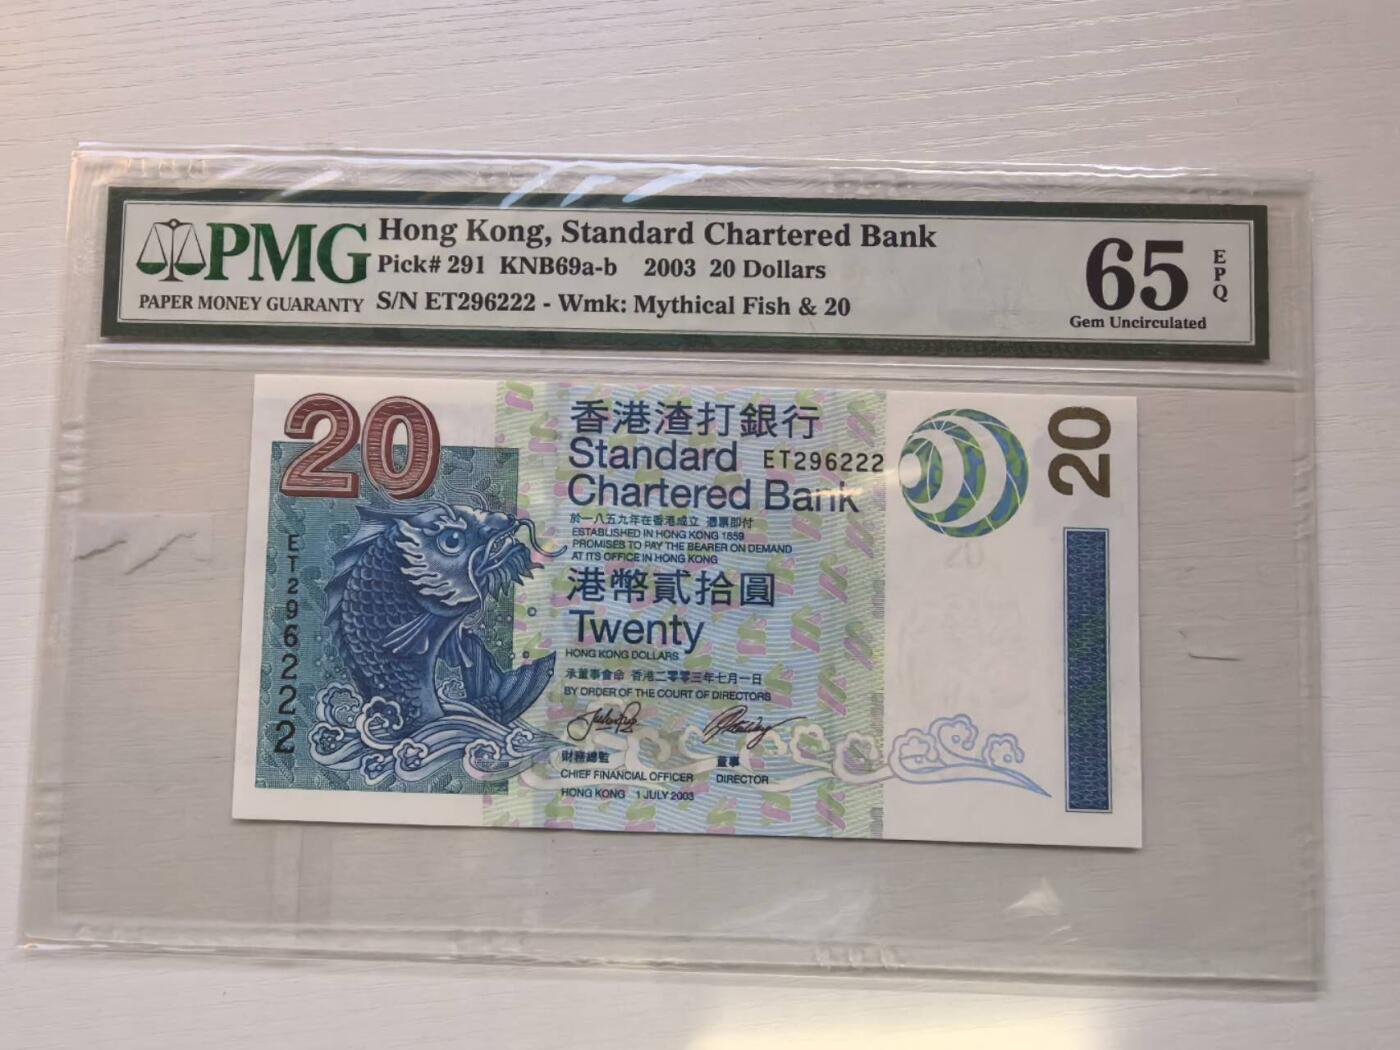 PMG
PAPER MONEY GUARANTY
Hong Kong, Standard Chartered Bank
Pick# 291 KNB69a-b 2003 20 Dollars
S/N ET296222 - Wmk: Mythical Fish & 20
65
EPQ
Gem Uncirculated
20
香港渣打銀行
Standard
Chartered Bank
ET296222
20
於一八五九年在香港成立 憑票即付
ESTABLISHED IN HONG KONG 1859
PROMISES TO PAY THE BEARER ON DEMAND
AT ITS OFFICE IN HONG KONG
港幣貳拾圓
Twenty
HONG KONG DOLLARS
承董事會命 香港二零零三年七月一日
BY ORDER OF THE COURT OF DIRECTORS
財務總監
CHIEF FINANCIAL OFFICER
董事
DIRECTOR
HONG KONG 1 JULY 2003
ET296222
20